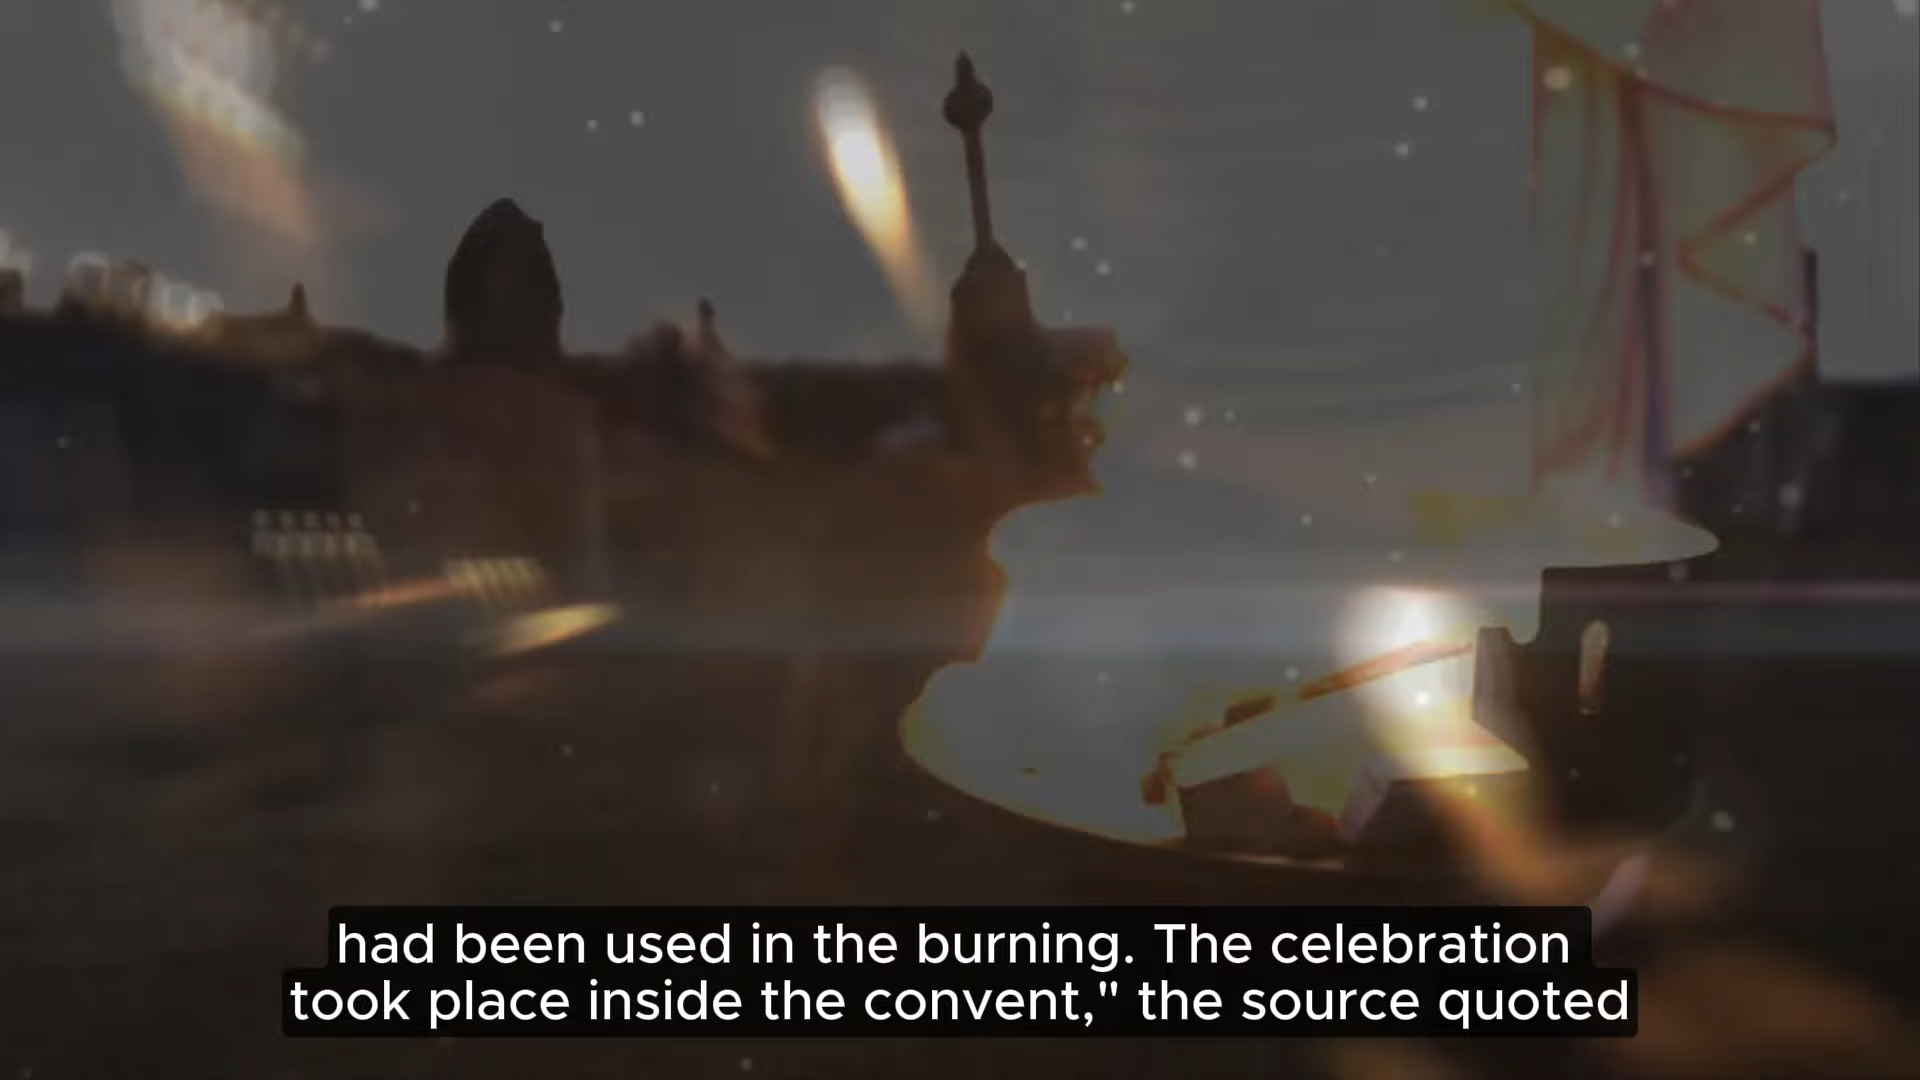 had been used in the burning. The celebration
took place inside the convent," the source quoted